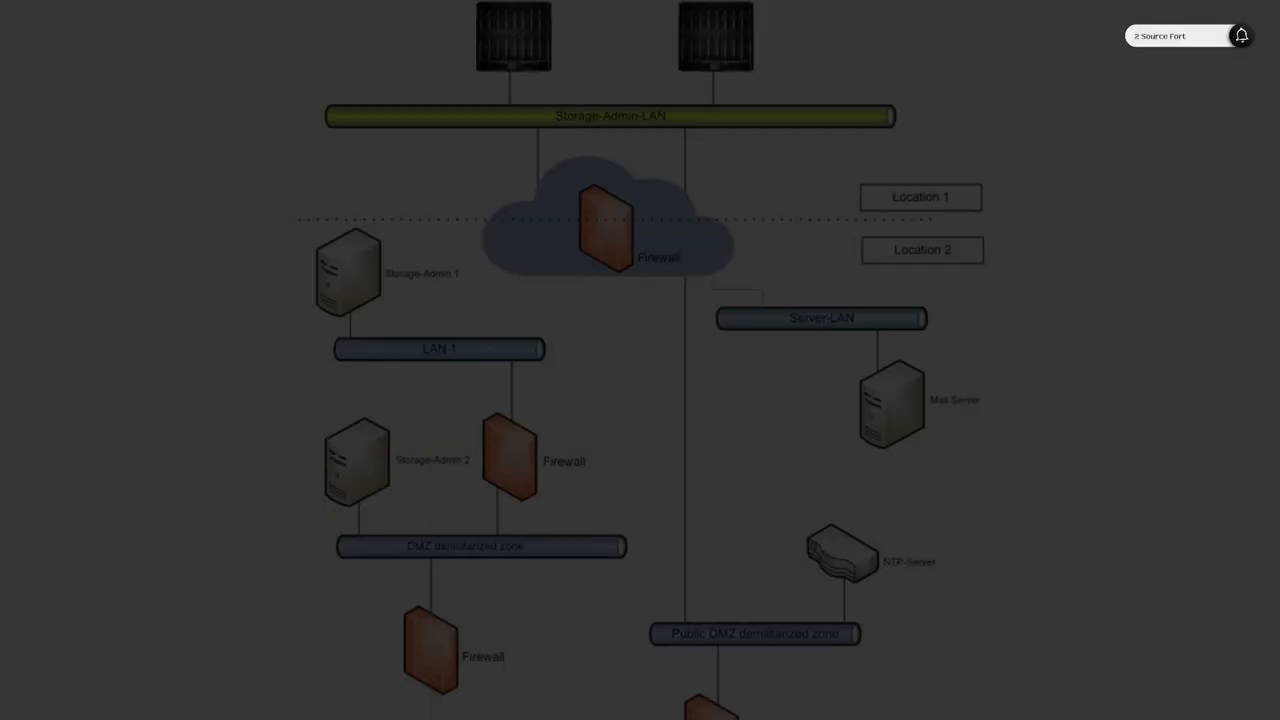 2 Source Fort
Storage-Admin-LAN
Location 1
Location 2
Firewall
Storage-Admin 1
Server-LAN
LAN 1
Mail Server
Storage-Admin 2
Firewall
DMZ demilitarized zone
NTP-Server
Public DMZ demilitarized zone
Firewall